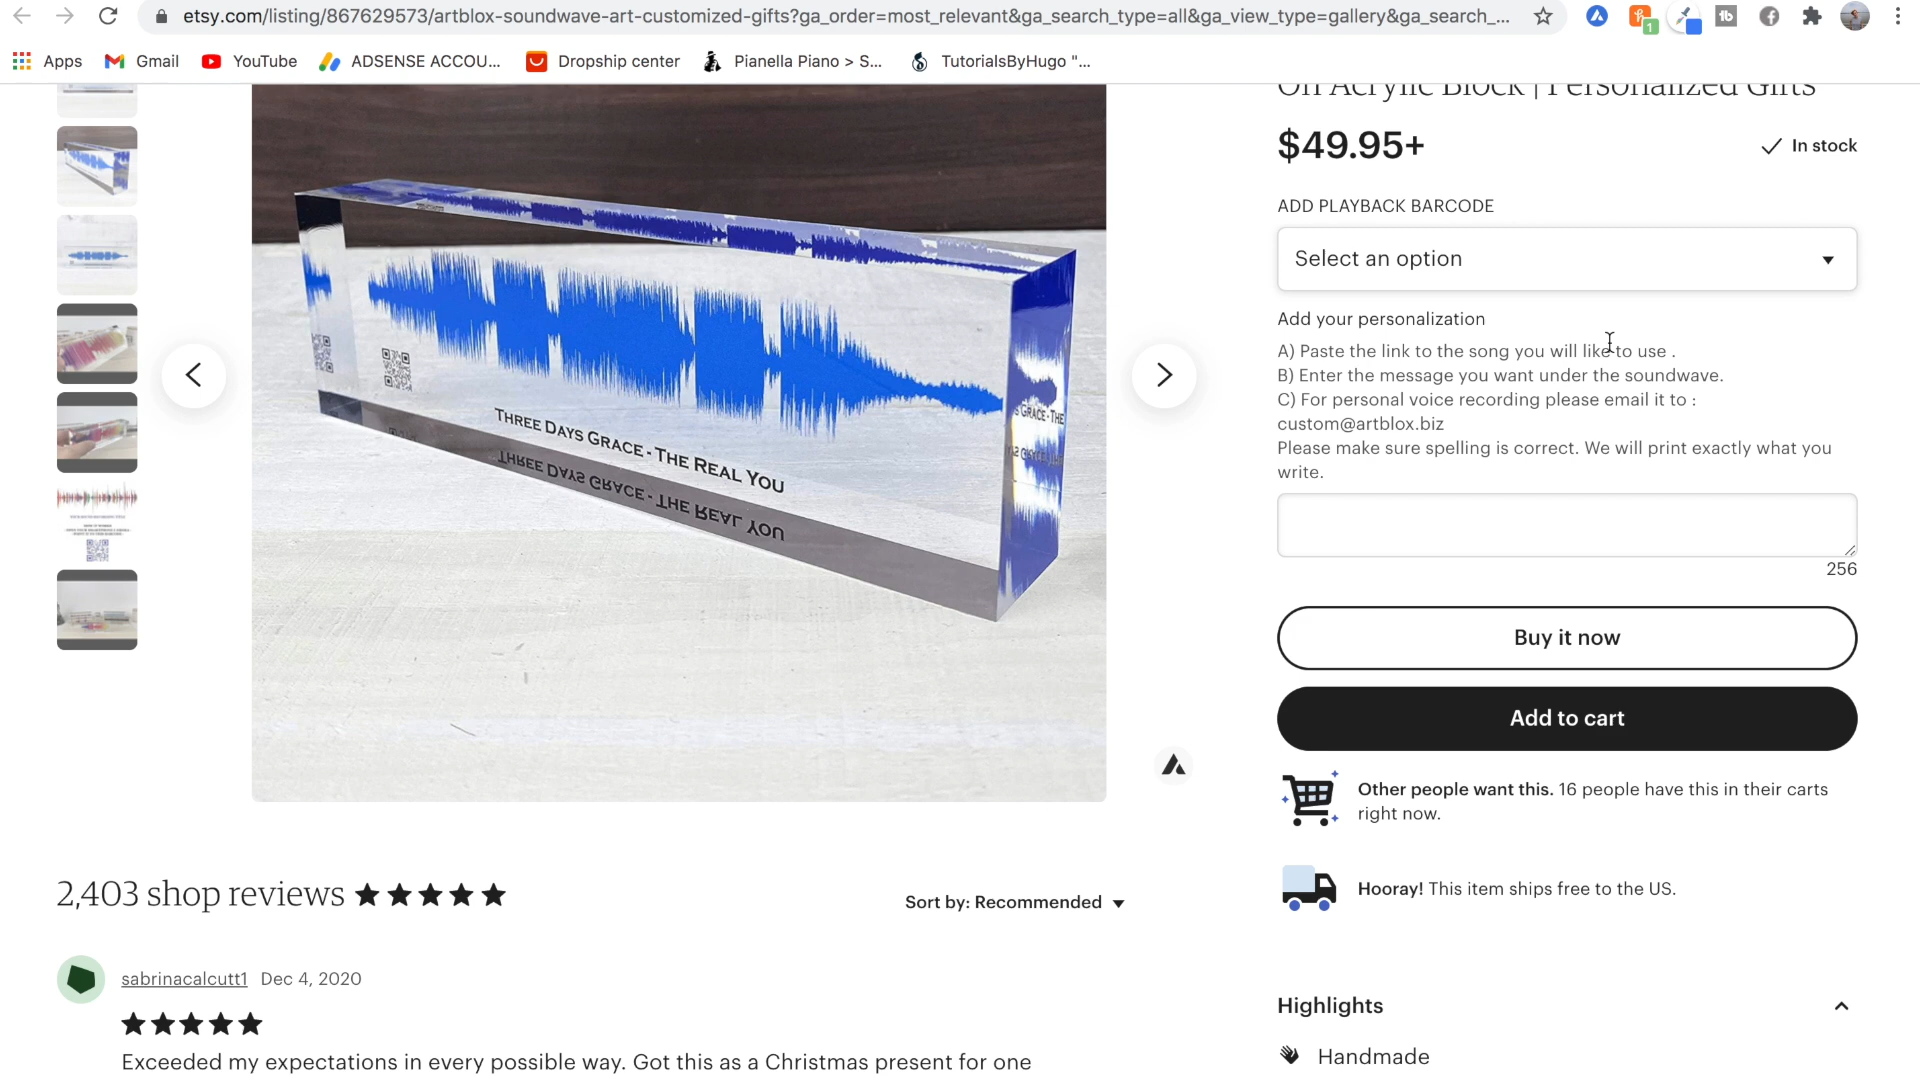 etsy.com/listing/867629573/artblox-soundwave-art-customized-gifts?ga_order=most_relevant&ga_search_type=all&ga_view_type=gallery&ga_search_...
1
Apps
Gmail
YouTube
ADSENSE ACCOU...
Dropship center
Pianella Piano > S...
TutorialsByHugo "...
On Acrylic Block | Personalized Gifts
$49.95+
In stock
ADD PLAYBACK BARCODE
Select an option
Add your personalization
A) Paste the link to the song you will like to use .
B) Enter the message you want under the soundwave.
C) For personal voice recording please email it to :
custom@artblox.biz
Please make sure spelling is correct. We will print exactly what you
write.
256
Buy it now
Add to cart
Other people want this. 16 people have this in their carts
right now.
Hooray! This item ships free to the US.
Highlights
Handmade
THREE DAYS GRACE - THE REAL YOU
2,403 shop reviews
Sort by: Recommended
sabrinacalcutt1 Dec 4, 2020
Exceeded my expectations in every possible way. Got this as a Christmas present for one